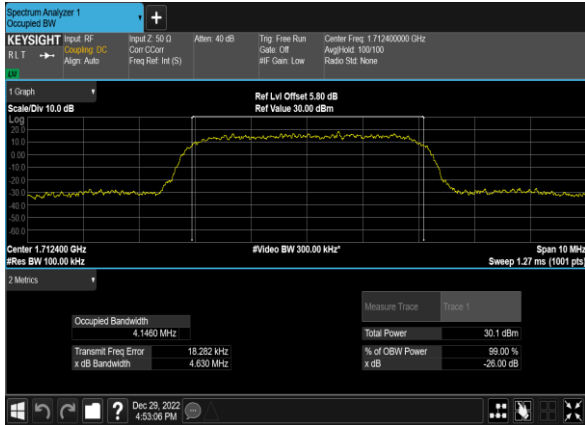 Spectrum Analyzer 1
Occupied BW
+
KEYSIGHT
RLT
LXI
Input: RF
Coupling: DC
Align: Auto
Input Z: 50 Ω
Corr CCorr
Freq Ref: Int (S)
Atten: 40 dB
Trig: Free Run
Gate: Off
#IF Gain: Low
Center Freq: 1.712400000 GHz
Avg|Hold: 100/100
Radio Std: None
1 Graph
Scale/Div 10.0 dB
Ref Lvl Offset 5.80 dB
Ref Value 30.00 dBm
Log
20.0
10.0
0.00
-10.0
-20.0
-30.0
-40.0
-50.0
-60.0
Center 1.712400 GHz
#Res BW 100.00 kHz
#Video BW 300.00 kHz*
Span 10 MHz
Sweep 1.27 ms (1001 pts)
2 Metrics
Measure Trace
Trace 1
Occupied Bandwidth
4.1460 MHz
Total Power
30.1 dBm
Transmit Freq Error
18.282 kHz
% of OBW Power
99.00 %
x dB Bandwidth
4.630 MHz
x dB
-26.00 dB
?
Dec 29, 2022
4:53:06 PM